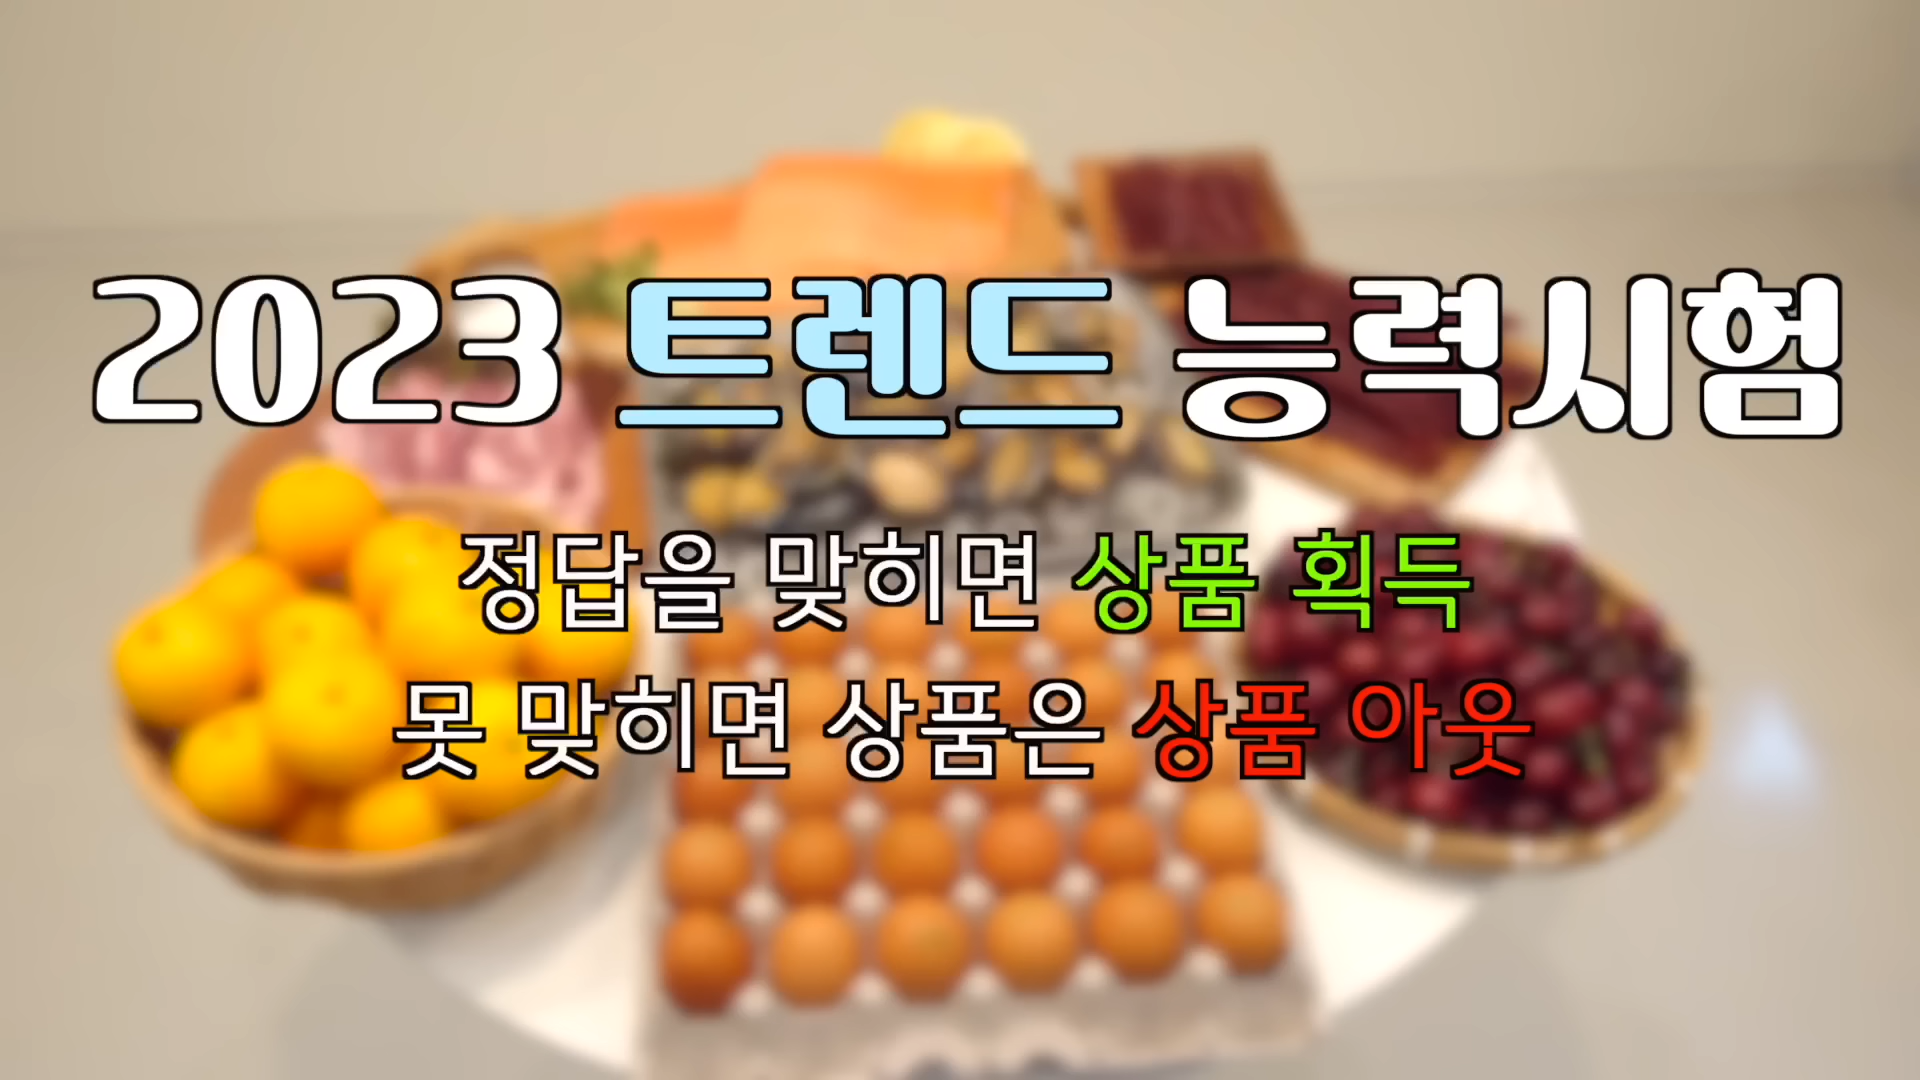 2023 트렌드 능력시험
정답을 맞히면 상품 획득
못 맞히면 상품은 상품 아웃